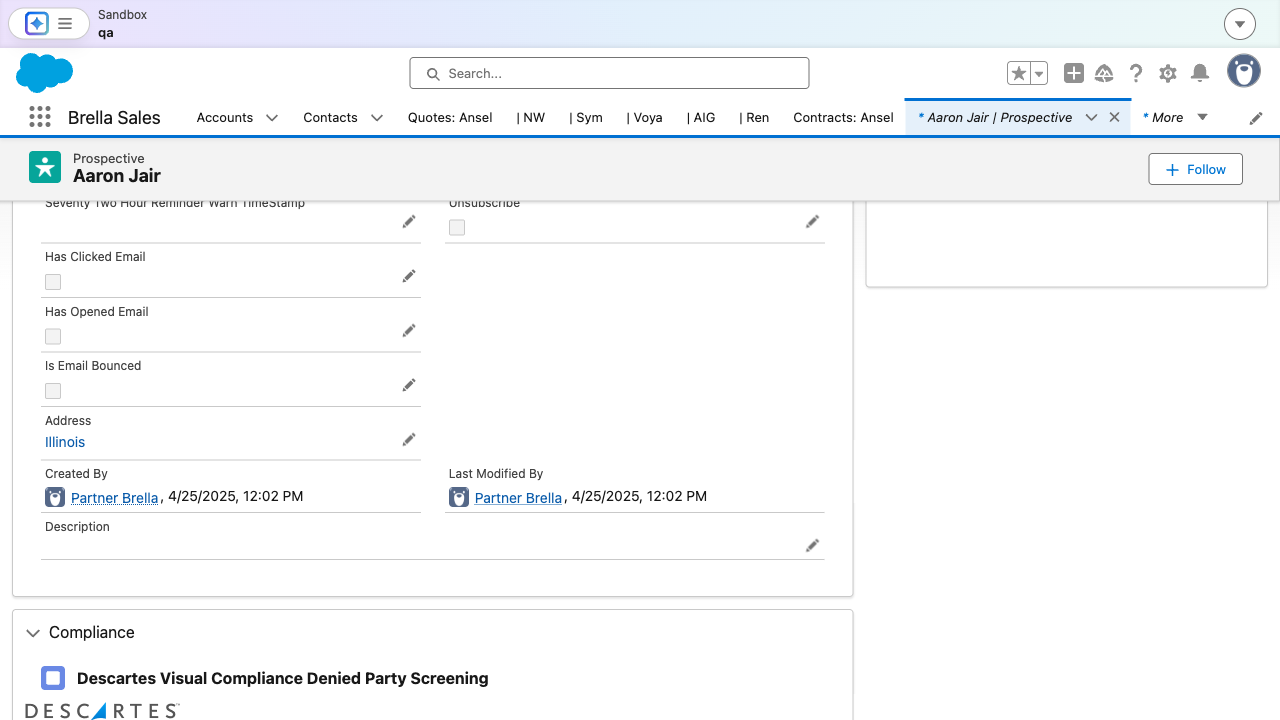 Sandbox
qa
Search...
Brella Sales
Accounts
Contacts
Quotes: Ansel
| NW
| Sym
| Voya
| AIG
| Ren
Contracts: Ansel
* Aaron Jair | Prospective
* More
Prospective
Aaron Jair
Follow
Seventy Two Hour Reminder Warn TimeStamp
Unsubscribe
Has Clicked Email
Has Opened Email
Is Email Bounced
Address
Illinois
Created By
Partner Brella, 4/25/2025, 12:02 PM
Last Modified By
Partner Brella, 4/25/2025, 12:02 PM
Description
Compliance
Descartes Visual Compliance Denied Party Screening
DESCARTES™